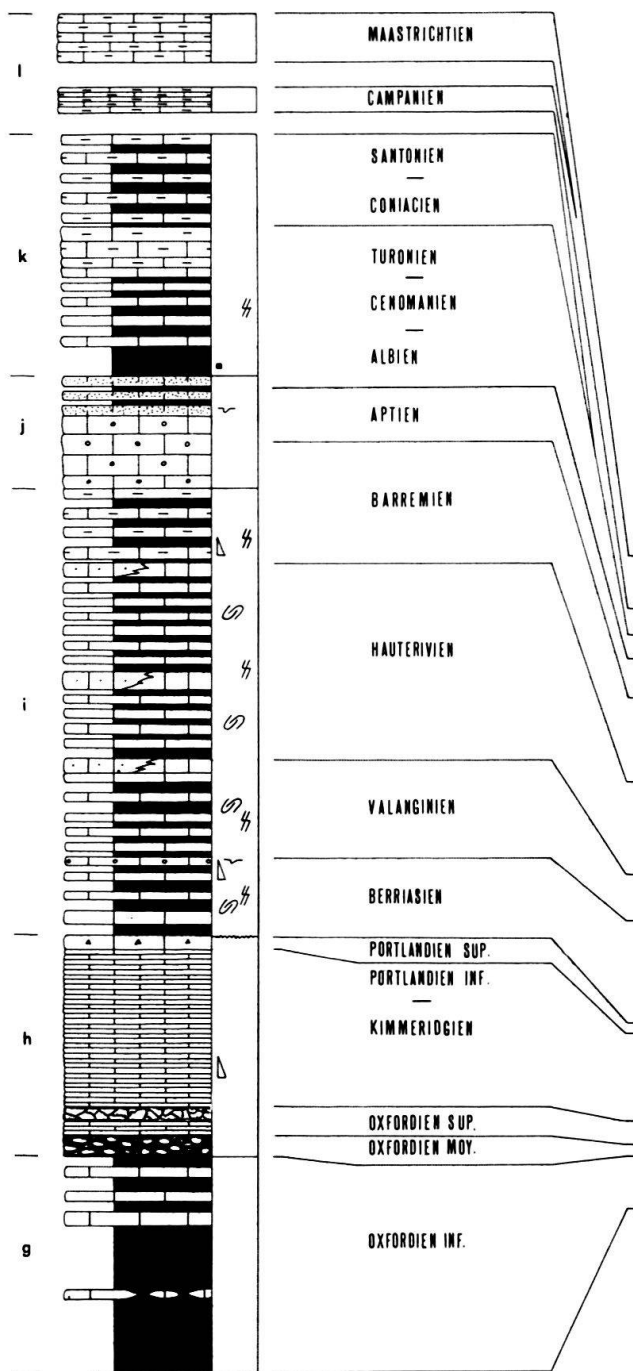 l
MAASTRICHTIEN
CAMPANIEN
SANTONIEN
—
CONIACIEN
k
TURONIEN
—
CENOMANIEN
—
ALBIEN
j
APTIEN
BARREMIEN
i
HAUTERIVIEN
VALANGINIEN
BERRIASIEN
h
PORTLANDIEN SUP.
PORTLANDIEN INF.
—
KIMMERIDGIEN
OXFORDIEN SUP.
OXFORDIEN MOY.
g
OXFORDIEN INF.